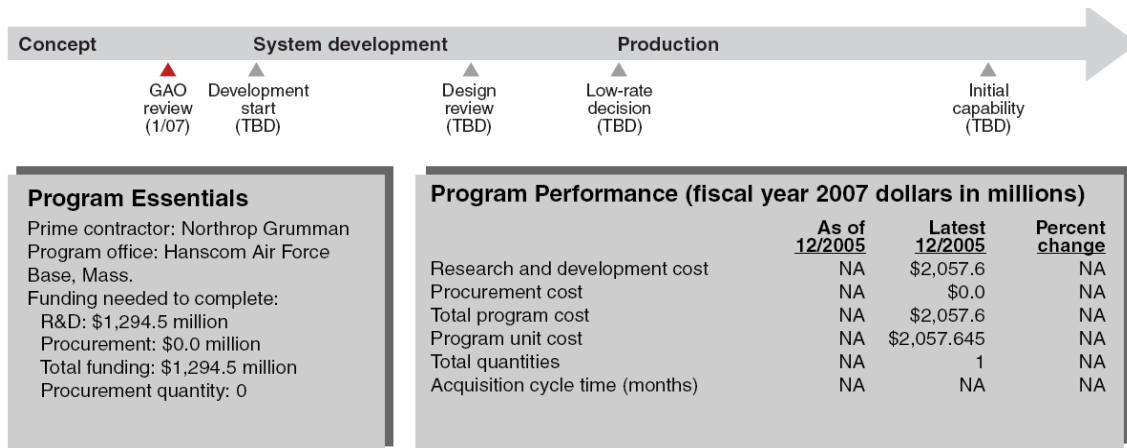 Concept System development Production
GAO review (1/07)
Development start (TBD)
Design review (TBD)
Low-rate decision (TBD)
Initial capability (TBD)
Program Essentials
Prime contractor: Northrop Grumman
Program office: Hanscom Air Force
Base, Mass.
Funding needed to complete:
R&D: $1,294.5 million
Procurement: $0.0 million
Total funding: $1,294.5 million
Procurement quantity: 0
Program Performance (fiscal year 2007 dollars in millions)
As of 12/2005 Latest 12/2005 Percent change
Research and development cost NA $2,057.6 NA
Procurement cost NA $0.0 NA
Total program cost NA $2,057.6 NA
Program unit cost NA $2,057.645 NA
Total quantities NA 1 NA
Acquisition cycle time (months) NA NA NA